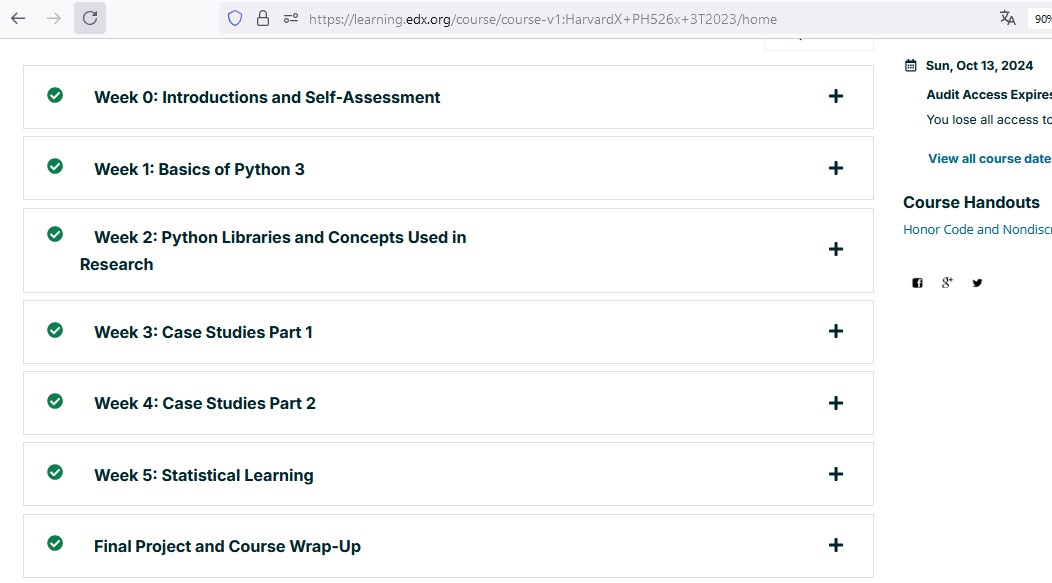 https://learning.edx.org/course/course-v1:HarvardX+PH526x+3T2023/home
90%
Week 0: Introductions and Self-Assessment
Week 1: Basics of Python 3
Week 2: Python Libraries and Concepts Used in
Research
Week 3: Case Studies Part 1
Week 4: Case Studies Part 2
Week 5: Statistical Learning
Final Project and Course Wrap-Up
Sun, Oct 13, 2024
Audit Access Expires
You lose all access to
View all course date
Course Handouts
Honor Code and Nondiscr